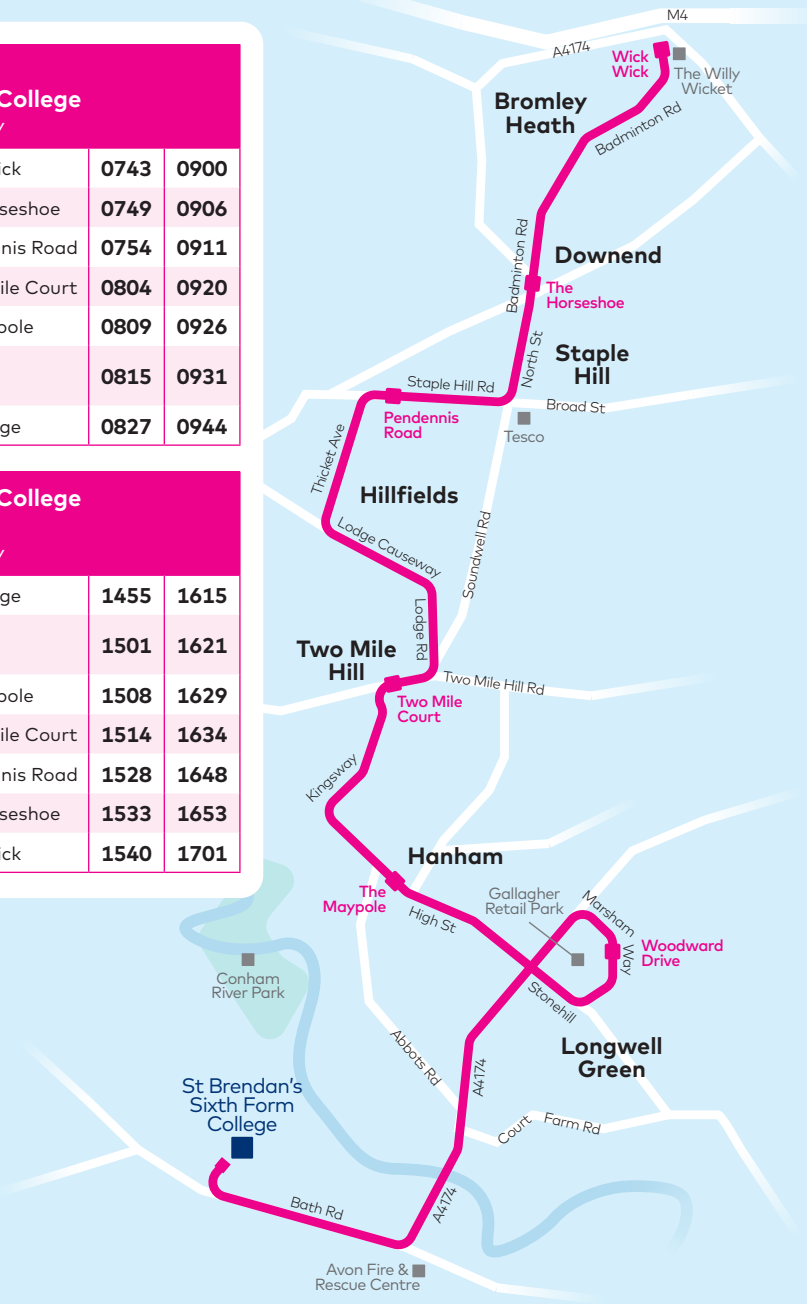 College
y
ick 0743 0900
seshoe 0749 0906
nis Road 0754 0911
ile Court 0804 0920
pole 0809 0926
0815 0931
ge 0827 0944
College
y
ge 1455 1615
1501 1621
pole 1508 1629
ile Court 1514 1634
nis Road 1528 1648
seshoe 1533 1653
ick 1540 1701
M4
A4174
Wick
Wick
The Willy
Wicket
Bromley
Heath
Badminton Rd
Badminton Rd
Downend
The
Horseshoe
North St
Staple
Hill
Staple Hill Rd
Broad St
Pendennis
Road
Tesco
Thicket Ave
Hillfields
Lodge Causeway
Soundwell Rd
Lodge Rd
Two Mile
Hill
Two Mile Hill Rd
Two Mile
Court
Kingsway
Hanham
The
Maypole
High St
Gallagher
Retail Park
Marsham
Way
Woodward
Drive
Stonehill
Conham
River Park
Longwell
Green
Abbots Rd
A4174
Court Farm Rd
St Brendan's
Sixth Form
College
A4174
Bath Rd
Avon Fire &
Rescue Centre